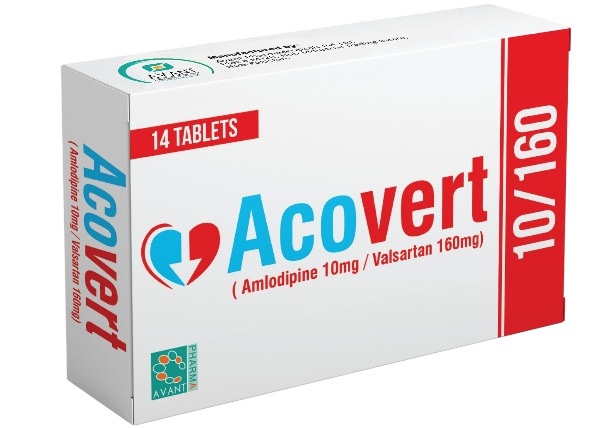 Manufactured by:
14 TABLETS
Acovert
( Amlodipine 10mg / Valsartan 160mg)
10/160
Acovert
( Amlodipine 10mg / Valsartan 160mg)
AVANT
PHARMA